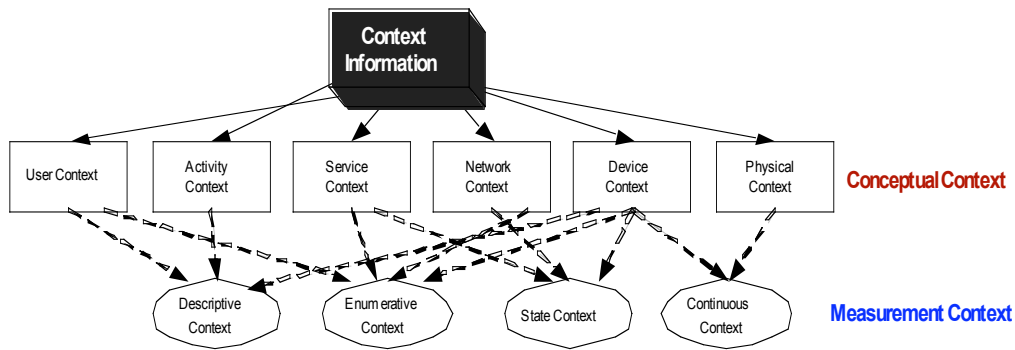 Context
Information
User Context
Activity
Context
Service
Context
Network
Context
Device
Context
Physical
Context
Conceptual Context
Descriptive
Context
Enumerative
Context
State Context
Continuous
Context
Measurement Context